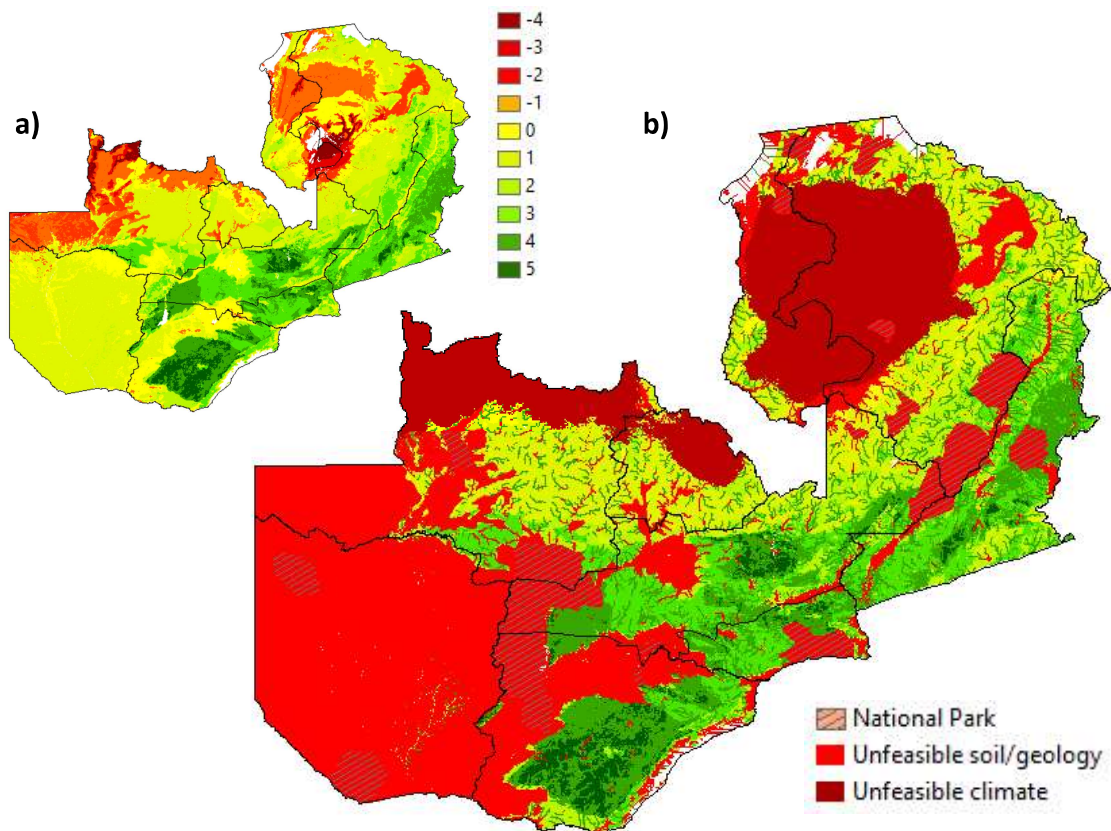 a)
-4
-3
-2
-1
0
1
2
3
4
5
b)
National Park
Unfeasible soil/geology
Unfeasible climate